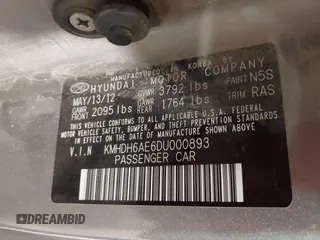 MANUFACTURED IN KOREA BY
HYUNDAI MOTOR COMPANY
MAY/13/12 GVWR 3792 lbs PAINT N5S
GAWR FRONT 2095 lbs GAWR REAR 1764 lbs TRIM RAS
THIS VEHICLE CONFORMS TO ALL APPLICABLE U.S. FEDERAL MOTOR VEHICLE SAFETY, BUMPER, AND THEFT PREVENTION STANDARDS IN EFFECT ON THE DATE OF MANUFACTURE SHOWN ABOVE.
V.I.N KMHDH6AE6DU000893
PASSENGER CAR
DREAMBID